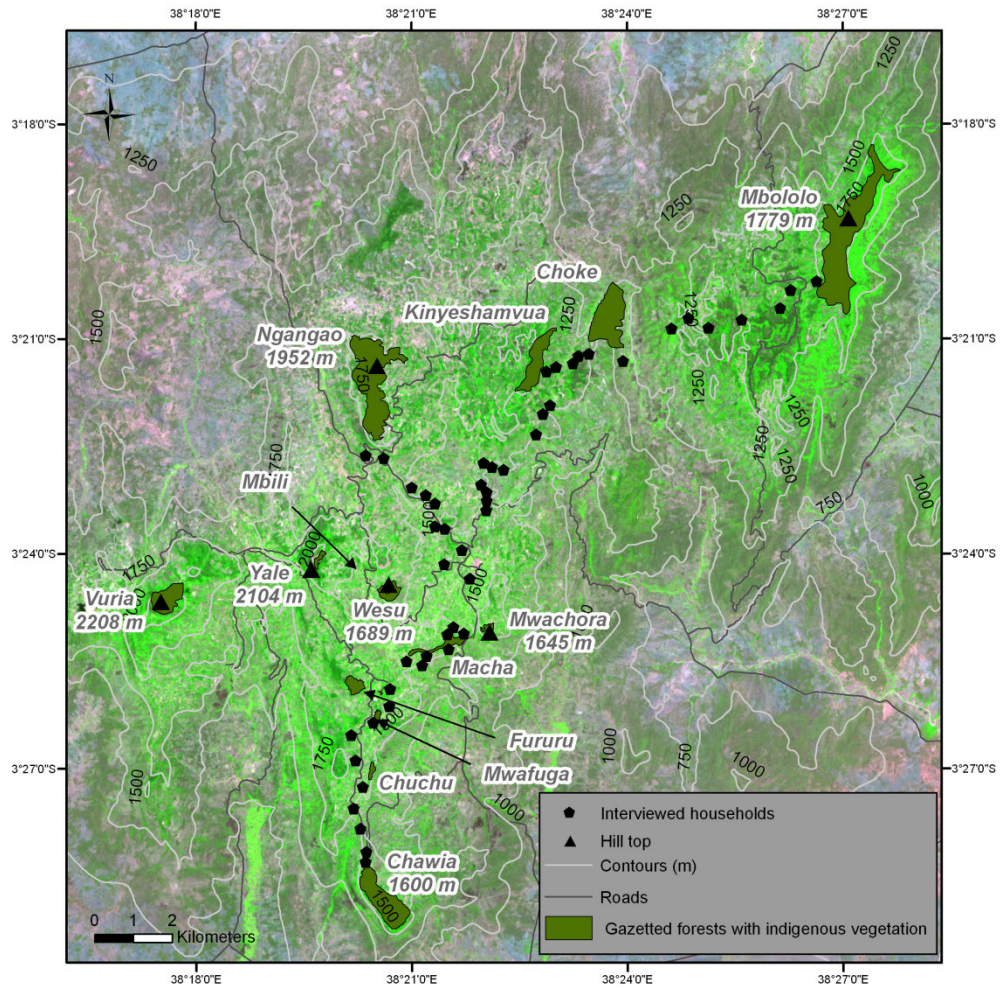 38°18'0"E
38°21'0"E
38°24'0"E
38°27'0"E
1250
N
3°18'0"S
3°18'0"S
1250
1500
1750
Mbololo
1779 m
1250
Choke
1250
Kinyeshamvua
1250
1500
Ngangao
1952 m
3°21'0"S
3°21'0"S
1750
1250
1250
1250
1250
1750
Mbili
1500
1000
750
3°24'0"S
3°24'0"S
1750
2000
Yale
2104 m
Vuria
2208 m
Wesu
1689 m
1500
Mwachora
1645 m
Macha
Fururu
Mwafuga
1750
3°27'0"S
3°27'0"S
1500
Chuchu
1000
750
1000
1000
Chawia
1600 m
1500
Interviewed households
Hill top
Contours (m)
Roads
Gazetted forests with indigenous vegetation
0 1 2
Kilometers
38°18'0"E
38°21'0"E
38°24'0"E
38°27'0"E